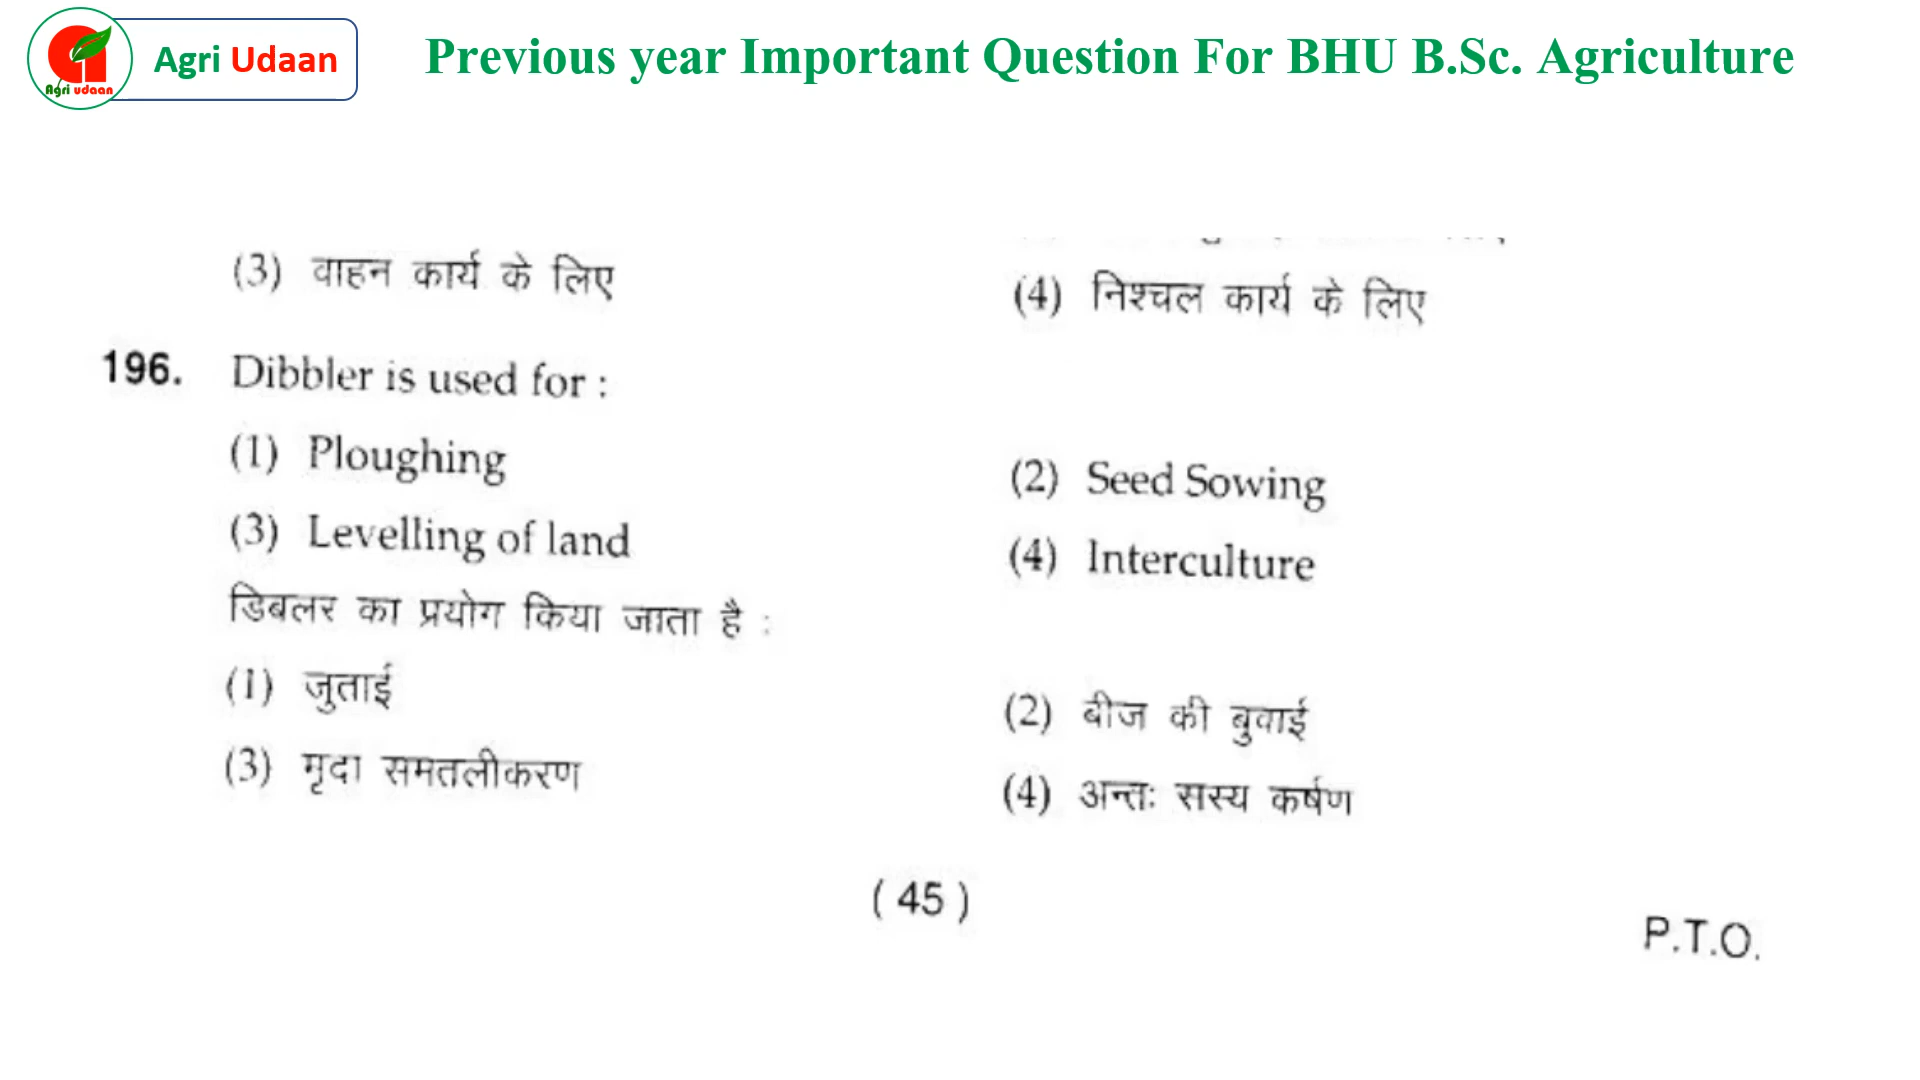 Agri Udaan
Agri udaan
Previous year Important Question For BHU B.Sc. Agriculture
(3) वाहन कार्य के लिए
(4) निश्चल कार्य के लिए
196. Dibbler is used for :
(1) Ploughing
(2) Seed Sowing
(3) Levelling of land
(4) Interculture
डिबलर का प्रयोग किया जाता है :
(1) जुताई
(2) बीज की बुवाई
(3) मृदा समतलीकरण
(4) अन्तः सस्य कर्षण
( 45 )
P.T.O.